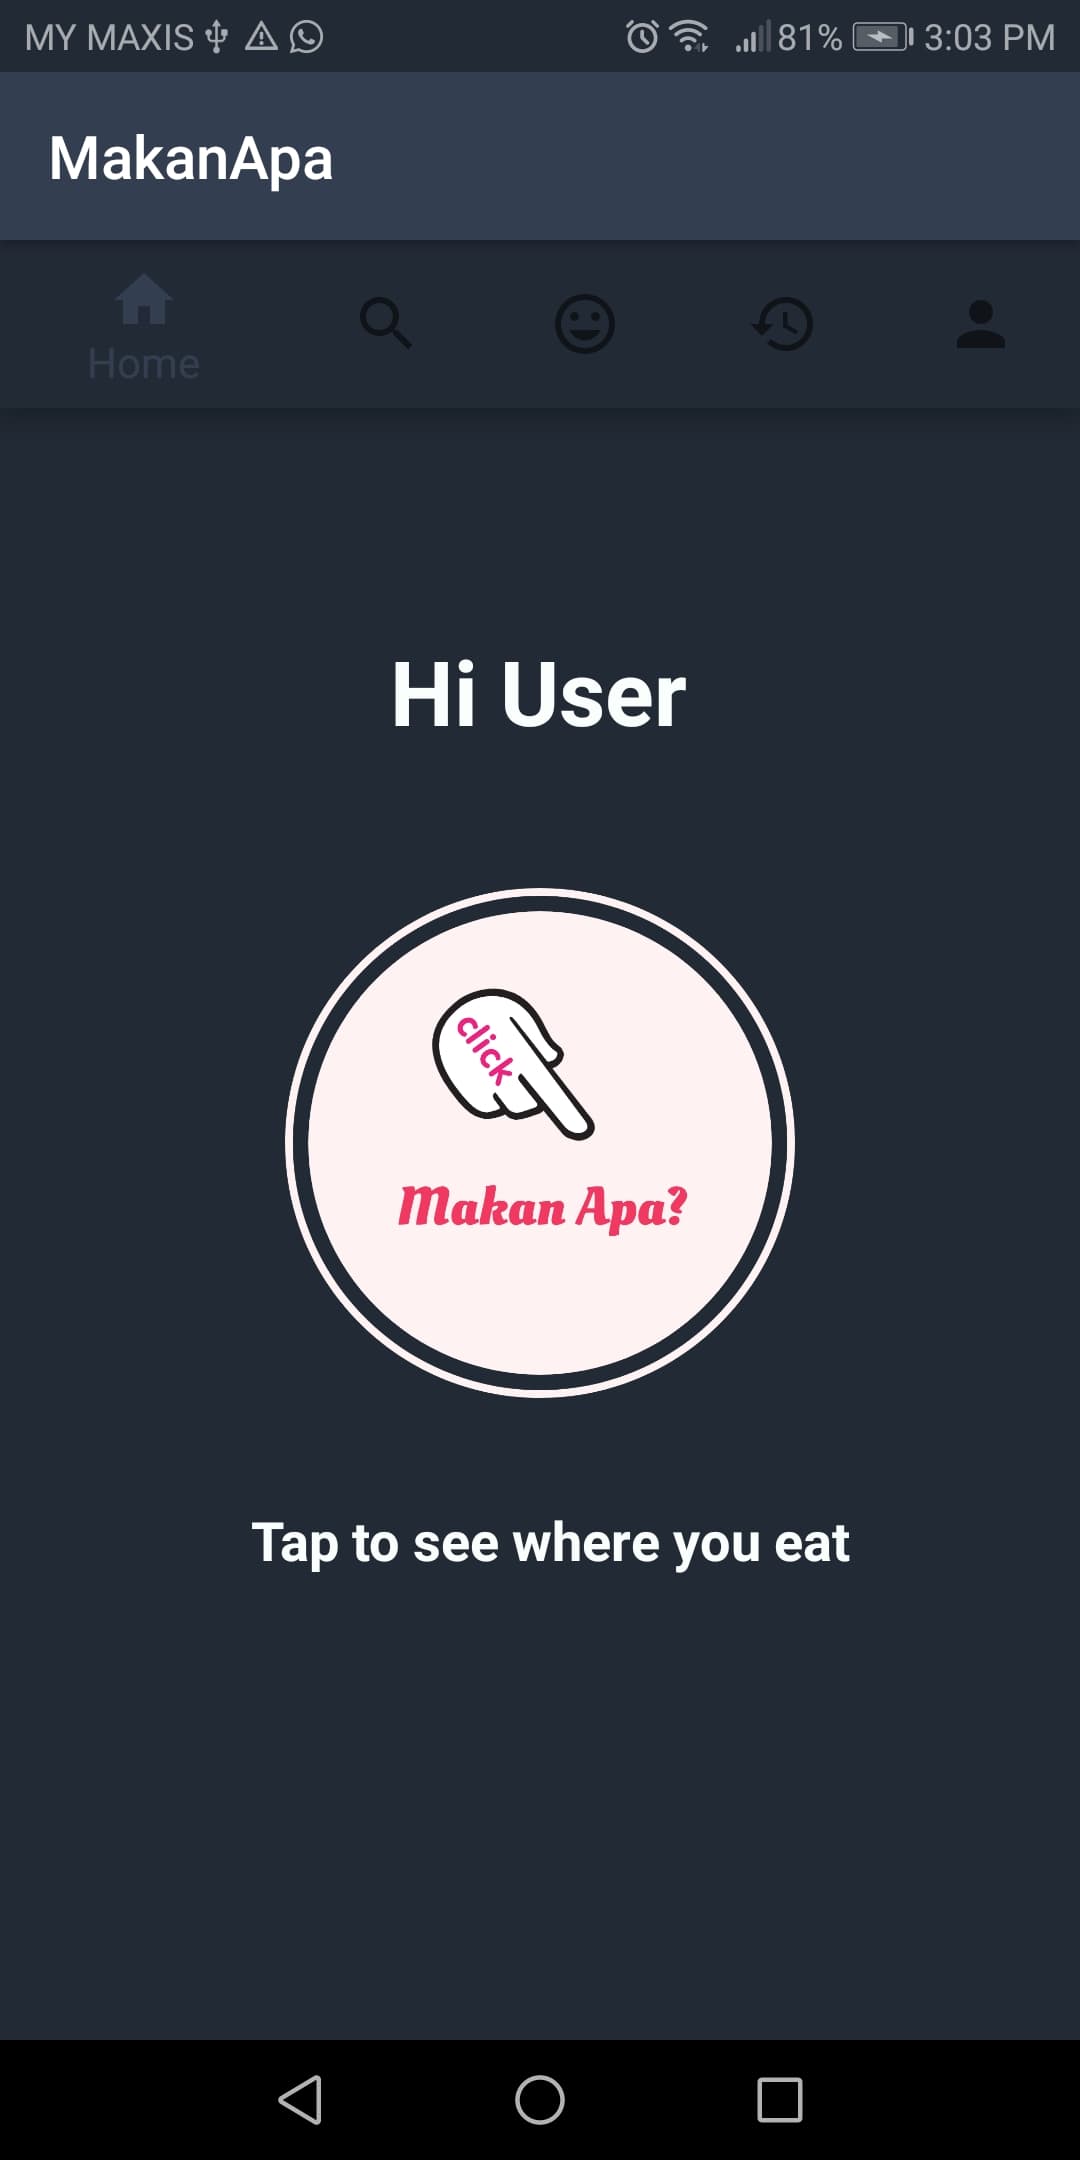 MY MAXIS 81% 3:03 PM
MakanApa
Home
Hi User
click
Makan Apa?
Tap to see where you eat